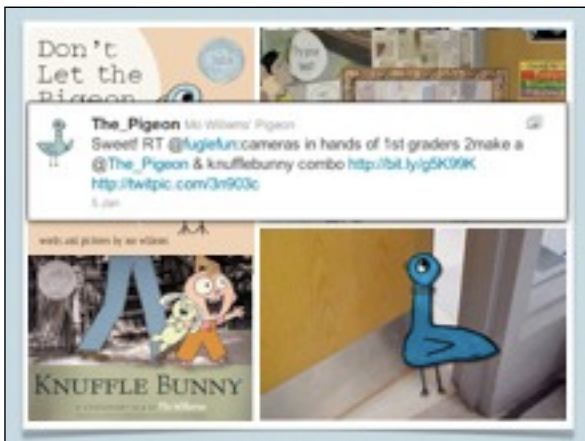 Don't
Let the
Pigeon
The_Pigeon Mo Willems' Pigeon
Sweet! RT @fuglefun:cameras in hands of 1st graders 2make a
@The_Pigeon & knufflebunny combo http://bit.ly/g5K99K
http://twitpic.com/3n903c
5 Jan
words and pictures by mo willems
KNUFFLE BUNNY